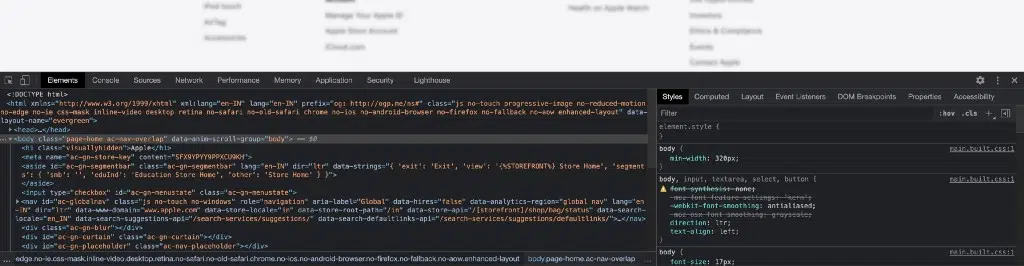 iPod touch
AirTag
Accessories
Manage Your Apple ID
Apple Store Account
iCloud.com
Health on Apple Watch
Investors
Ethics & Compliance
Events
Contact Apple
Elements Console Sources Network Performance Memory Application Security Lighthouse
<!DOCTYPE html>
<html xmlns="http://www.w3.org/1999/xhtml" xml:lang="en-IN" lang="en-IN" prefix="og: http://ogp.me/ns#" class="js no-touch progressive-image no-reduced-motion
no-edge no-ie css-mask inline-video desktop retina no-safari no-old-safari chrome no-ios no-android-browser no-firefox no-fallback no-aow enhanced-layout" data-
layout-name="evergreen">
<head>…</head>
<body class="page-home ac-nav-overlap" data-anim-scroll-group="body"> == $0
<h1 class="visuallyhidden">Apple</h1>
<meta name="ac-gn-store-key" content="SFX9YPYY9PPXCU9KH">
<aside id="ac-gn-segmentbar" class="ac-gn-segmentbar" lang="en-IN" dir="ltr" data-strings="{ 'exit': 'Exit', 'view': '{%STOREFRONT%} Store Home', 'segment
s': { 'smb': '', 'eduInd': 'Education Store Home', 'other': 'Store Home' } }">
</aside>
<input type="checkbox" id="ac-gn-menustate" class="ac-gn-menustate">
<nav id="ac-globalnav" class="js no-touch no-windows" role="navigation" aria-label="Global" data-hires="false" data-analytics-region="global nav" lang="en-
IN" dir="ltr" data-www-domain="www.apple.com" data-store-locale="in" data-store-root-path="/in" data-store-api="/[storefront]/shop/bag/status" data-search-
locale="en_IN" data-search-suggestions-api="/search-services/suggestions/" data-search-defaultlinks-api="/search-services/suggestions/defaultlinks/">…</nav>
<div class="ac-gn-blur"></div>
<div id="ac-gn-curtain" class="ac-gn-curtain"></div>
<div id="ac-gn-placeholder" class="ac-nav-placeholder"></div>
edge.no-ie.css-mask.inline-video.desktop.retina.no-safari.no-old-safari.chrome.no-ios.no-android-browser.no-firefox.no-fallback.no-aow.enhanced-layout body.page-home.ac-nav-overlap
Styles Computed Layout Event Listeners DOM Breakpoints Properties Accessibility
Filter :hov .cls
element.style {
}
body { main.built.css:1
min-width: 320px;
}
body, input, textarea, select, button { main.built.css:1
font-synthesis: none;
-moz-font-feature-settings: 'kern';
-webkit-font-smoothing: antialiased;
-moz-osx-font-smoothing: grayscale;
direction: ltr;
text-align: left;
}
body { main.built.css:1
font-size: 17px;